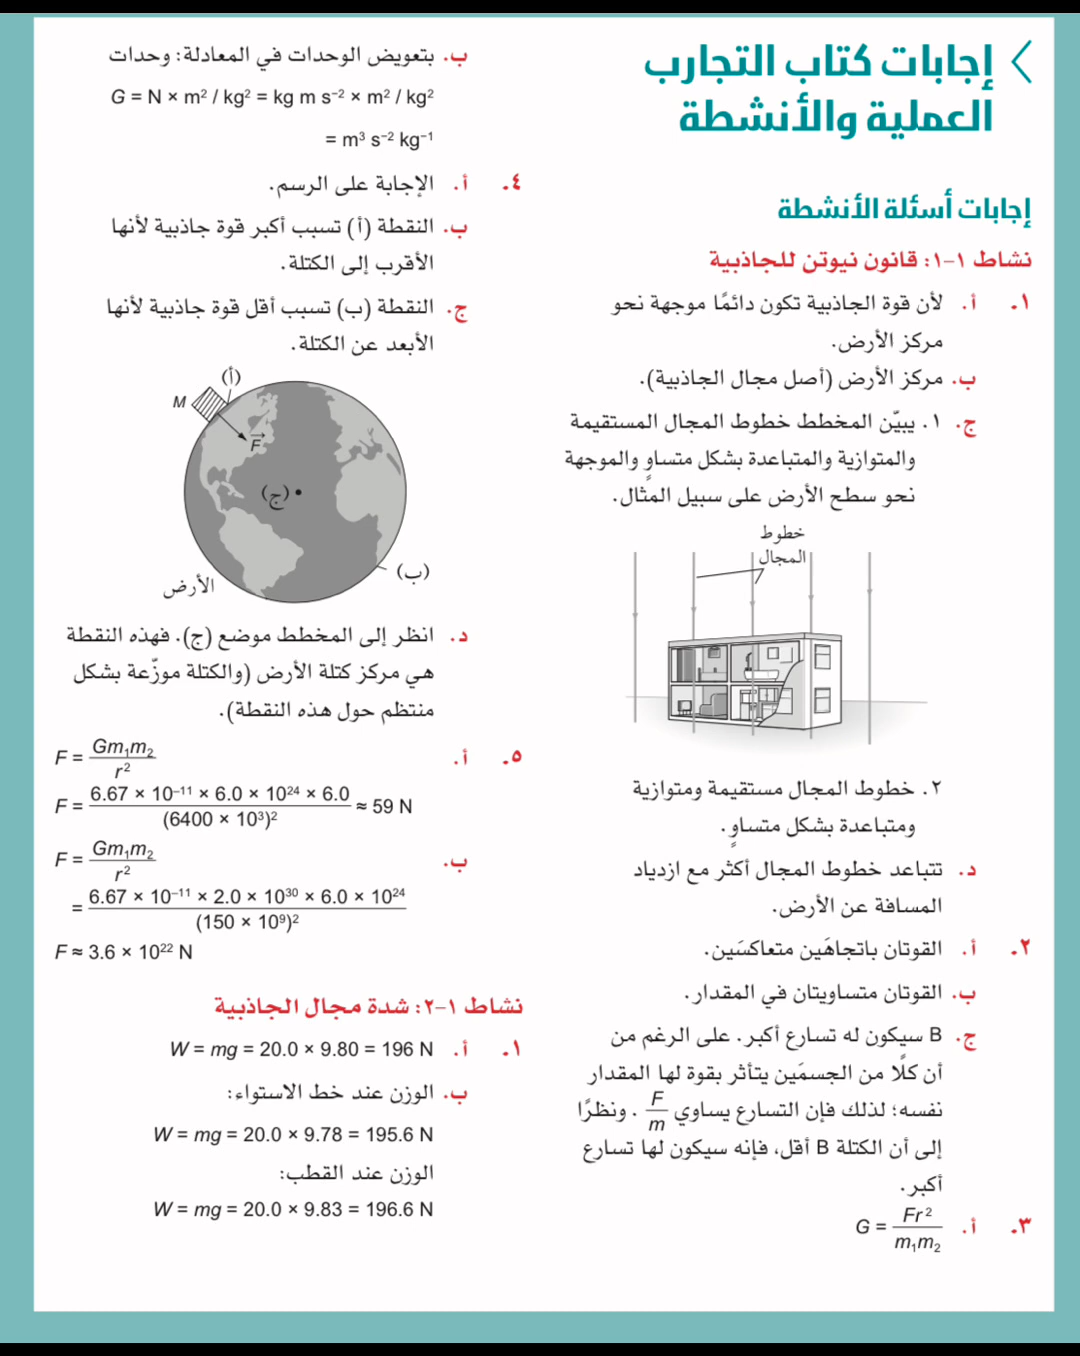 إجابات كتاب التجارب
العملية والأنشطة
إجابات أسئلة الأنشطة
نشاط ١-١: قانون نيوتن للجاذبية
١. أ. لأن قوة الجاذبية تكون دائمًا موجهة نحو
مركز الأرض.
ب. مركز الأرض (أصل مجال الجاذبية).
ج. ١. يبيّن المخطط خطوط المجال المستقيمة
والمتوازية والمتباعدة بشكل متساوٍ والموجهة
نحو سطح الأرض على سبيل المثال.
خطوط
المجال
٢. خطوط المجال مستقيمة ومتوازية
ومتباعدة بشكل متساوٍ.
د. تتباعد خطوط المجال أكثر مع ازدياد
المسافة عن الأرض.
٢. أ. القوتان باتجاهَين متعاكسَين.
ب. القوتان متساويتان في المقدار.
ج. B سيكون له تسارع أكبر. على الرغم من
أن كلًا من الجسمَين يتأثر بقوة لها المقدار
نفسه؛ لذلك فإن التسارع يساوي F/m. ونظرًا
إلى أن الكتلة B أقل، فإنه سيكون لها تسارع
أكبر.
٣. أ. G = Fr²/m₁m₂
ب. بتعويض الوحدات في المعادلة: وحدات
G = N × m² / kg² = kg m s⁻² × m² / kg²
= m³ s⁻² kg⁻¹
٤. أ. الإجابة على الرسم.
ب. النقطة (أ) تسبب أكبر قوة جاذبية لأنها
الأقرب إلى الكتلة.
ج. النقطة (ب) تسبب أقل قوة جاذبية لأنها
الأبعد عن الكتلة.
(أ)
M
F
(ج)
(ب)
الأرض
د. انظر إلى المخطط موضع (ج). فهذه النقطة
هي مركز كتلة الأرض (والكتلة موزّعة بشكل
منتظم حول هذه النقطة).
٥. أ. F = Gm₁m₂/r²
F = 6.67 × 10⁻¹¹ × 6.0 × 10²⁴ × 6.0/(6400 × 10³)² ≈ 59 N
ب. F = Gm₁m₂/r²
= 6.67 × 10⁻¹¹ × 2.0 × 10³⁰ × 6.0 × 10²⁴/(150 × 10⁹)²
F ≈ 3.6 × 10²² N
نشاط ١-٢: شدة مجال الجاذبية
١. أ. W = mg = 20.0 × 9.80 = 196 N
ب. الوزن عند خط الاستواء:
W = mg = 20.0 × 9.78 = 195.6 N
الوزن عند القطب:
W = mg = 20.0 × 9.83 = 196.6 N